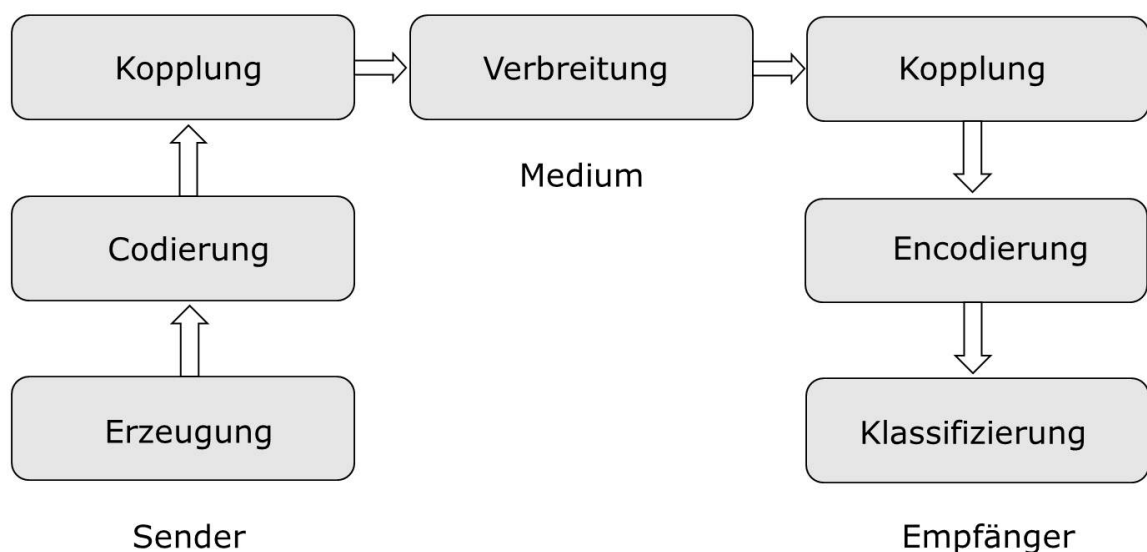 Kopplung
Verbreitung
Kopplung
Medium
Codierung
Encodierung
Erzeugung
Klassifizierung
Sender
Empfänger